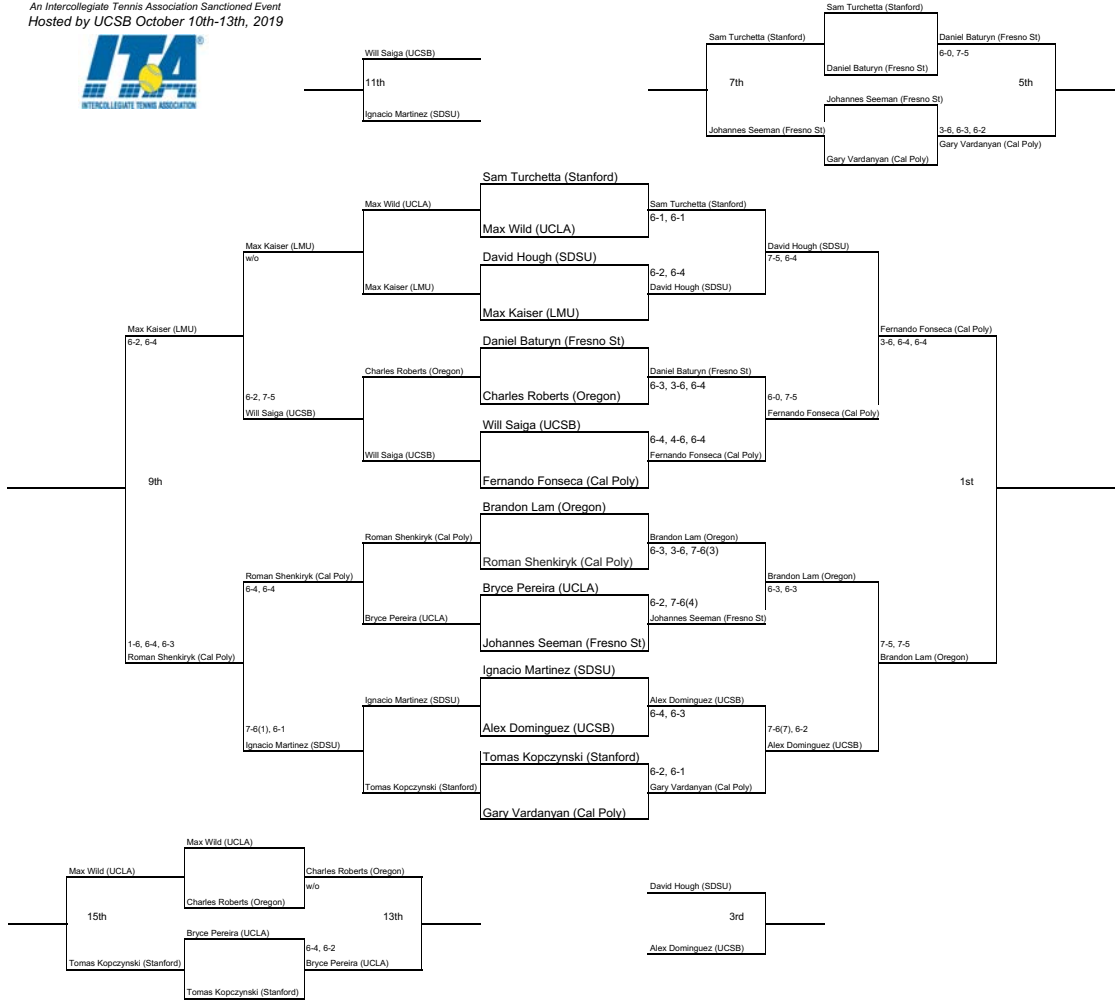 An Intercollegiate Tennis Association Sanctioned Event
Hosted by UCSB October 10th-13th, 2019
ITA®
INTERCOLLEGIATE TENNIS ASSOCIATION
Will Saiga (UCSB)
11th
Ignacio Martinez (SDSU)
Sam Turchetta (Stanford)
Sam Turchetta (Stanford)
Daniel Baturyn (Fresno St)
6-0, 7-5
Daniel Baturyn (Fresno St)
7th
5th
Johannes Seeman (Fresno St)
Johannes Seeman (Fresno St)
3-6, 6-3, 6-2
Gary Vardanyan (Cal Poly)
Gary Vardanyan (Cal Poly)
Sam Turchetta (Stanford)
Max Wild (UCLA)
Sam Turchetta (Stanford)
6-1, 6-1
Max Wild (UCLA)
Max Kaiser (LMU)
w/o
David Hough (SDSU)
7-5, 6-4
David Hough (SDSU)
6-2, 6-4
Max Kaiser (LMU)
David Hough (SDSU)
Max Kaiser (LMU)
Max Kaiser (LMU)
6-2, 6-4
Fernando Fonseca (Cal Poly)
3-6, 6-4, 6-4
Daniel Baturyn (Fresno St)
Charles Roberts (Oregon)
Daniel Baturyn (Fresno St)
6-3, 3-6, 6-4
Charles Roberts (Oregon)
6-2, 7-5
Will Saiga (UCSB)
6-0, 7-5
Fernando Fonseca (Cal Poly)
Will Saiga (UCSB)
6-4, 4-6, 6-4
Will Saiga (UCSB)
Fernando Fonseca (Cal Poly)
Fernando Fonseca (Cal Poly)
9th
1st
Brandon Lam (Oregon)
Roman Shenkiryk (Cal Poly)
Brandon Lam (Oregon)
6-3, 3-6, 7-6(3)
Roman Shenkiryk (Cal Poly)
Roman Shenkiryk (Cal Poly)
6-4, 6-4
Brandon Lam (Oregon)
6-3, 6-3
Bryce Pereira (UCLA)
6-2, 7-6(4)
Bryce Pereira (UCLA)
Johannes Seeman (Fresno St)
Johannes Seeman (Fresno St)
1-6, 6-4, 6-3
Roman Shenkiryk (Cal Poly)
7-5, 7-5
Brandon Lam (Oregon)
Ignacio Martinez (SDSU)
Ignacio Martinez (SDSU)
Alex Dominguez (UCSB)
6-4, 6-3
Alex Dominguez (UCSB)
7-6(1), 6-1
Ignacio Martinez (SDSU)
7-6(7), 6-2
Alex Dominguez (UCSB)
Tomas Kopczynski (Stanford)
6-2, 6-1
Tomas Kopczynski (Stanford)
Gary Vardanyan (Cal Poly)
Gary Vardanyan (Cal Poly)
Max Wild (UCLA)
Max Wild (UCLA)
Charles Roberts (Oregon)
w/o
Charles Roberts (Oregon)
15th
13th
Bryce Pereira (UCLA)
6-4, 6-2
Tomas Kopczynski (Stanford)
Bryce Pereira (UCLA)
Tomas Kopczynski (Stanford)
David Hough (SDSU)
3rd
Alex Dominguez (UCSB)